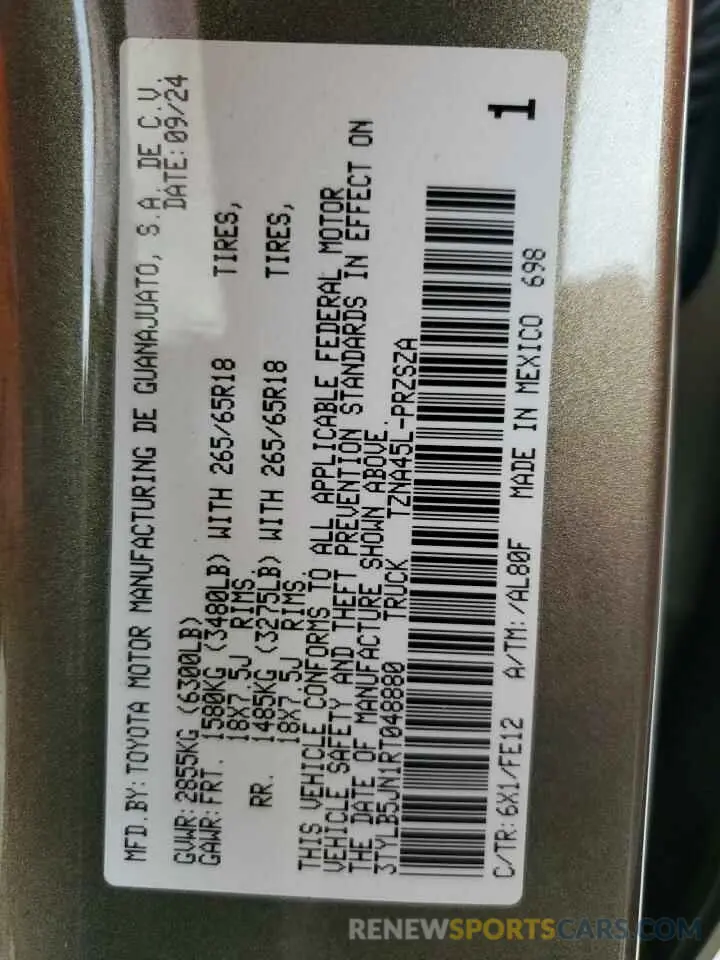 MFD.BY: TOYOTA MOTOR MANUFACTURING DE GUANAJUATO, S.A. DE C.V.
DATE: 09/24
GVWR: 2855KG (6300LB)
GAWR: FRT. 1580KG (3480LB) WITH 265/65R18 TIRES,
18X7.5J RIMS.
RR. 1485KG (3275LB) WITH 265/65R18 TIRES,
18X7.5J RIMS.
THIS VEHICLE CONFORMS TO ALL APPLICABLE FEDERAL MOTOR
VEHICLE SAFETY AND THEFT PREVENTION STANDARDS IN EFFECT ON
THE DATE OF MANUFACTURE SHOWN ABOVE.
3TYLB5JN1RT048880 TRUCK TZNA45L-PRZSZA
1
C/TR: 6X1/FE12 A/TM: /AL80F MADE IN MEXICO 698
RENEWSPORTSCARS.COM